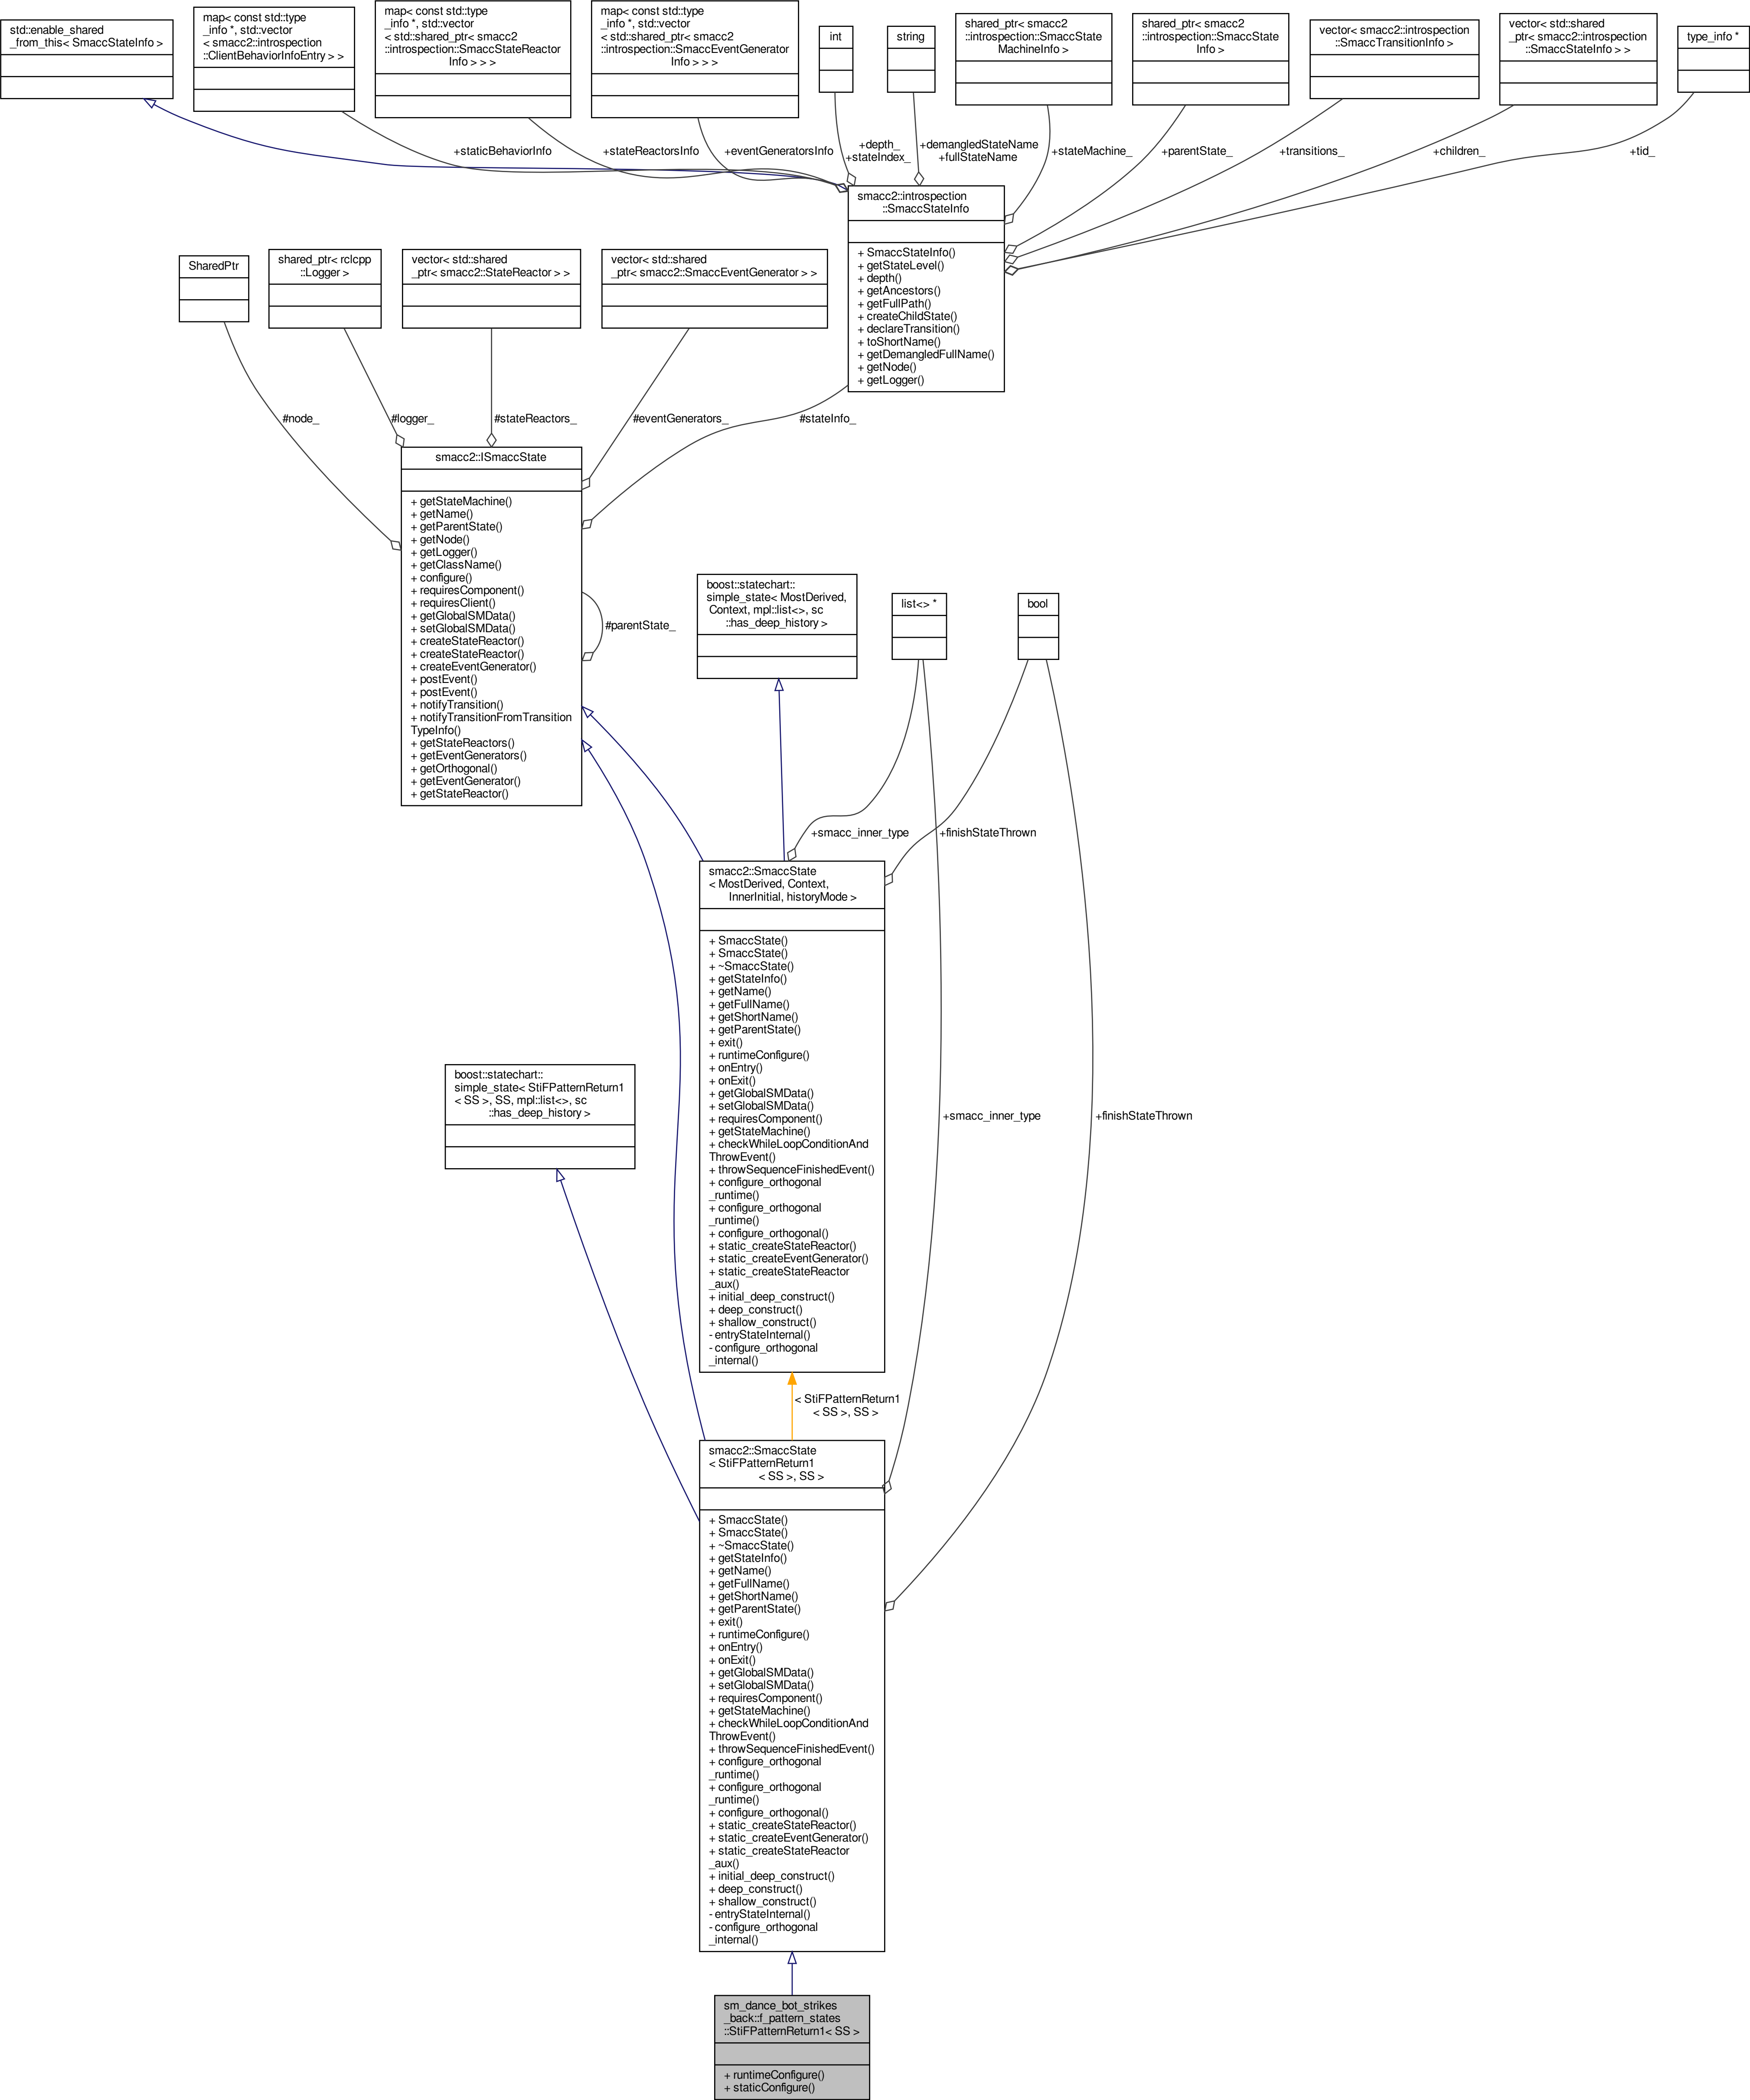 std::enable_shared
_from_this< SmaccStateInfo >
map< const std::type
_info *, std::vector
< smacc2::introspection
::ClientBehaviorInfoEntry > >
map< const std::type
_info *, std::vector
< std::shared_ptr< smacc2
::introspection::SmaccStateReactor
Info > > >
map< const std::type
_info *, std::vector
< std::shared_ptr< smacc2
::introspection::SmaccEventGenerator
Info > > >
int
string
shared_ptr< smacc2
::introspection::SmaccState
MachineInfo >
shared_ptr< smacc2
::introspection::SmaccState
Info >
vector< smacc2::introspection
::SmaccTransitionInfo >
vector< std::shared
_ptr< smacc2::introspection
::SmaccStateInfo > >
type_info *
+staticBehaviorInfo
+stateReactorsInfo
+eventGeneratorsInfo
+depth_
+stateIndex_
+demangledStateName
+fullStateName
+stateMachine_
+parentState_
+transitions_
+children_
+tid_
smacc2::introspection
::SmaccStateInfo
+ SmaccStateInfo()
+ getStateLevel()
+ depth()
+ getAncestors()
+ getFullPath()
+ createChildState()
+ declareTransition()
+ toShortName()
+ getDemangledFullName()
+ getNode()
+ getLogger()
SharedPtr
shared_ptr< rclcpp
::Logger >
vector< std::shared
_ptr< smacc2::StateReactor > >
vector< std::shared
_ptr< smacc2::SmaccEventGenerator > >
#node_
#logger_
#stateReactors_
#eventGenerators_
#stateInfo_
smacc2::ISmaccState
+ getStateMachine()
+ getName()
+ getParentState()
+ getNode()
+ getLogger()
+ getClassName()
+ configure()
+ requiresComponent()
+ requiresClient()
+ getGlobalSMData()
+ setGlobalSMData()
+ createStateReactor()
+ createStateReactor()
+ createEventGenerator()
+ postEvent()
+ postEvent()
+ notifyTransition()
+ notifyTransitionFromTransition
TypeInfo()
+ getStateReactors()
+ getEventGenerators()
+ getOrthogonal()
+ getEventGenerator()
+ getStateReactor()
#parentState_
boost::statechart::
simple_state< MostDerived,
Context, mpl::list<>, sc
::has_deep_history >
list<> *
bool
+smacc_inner_type
+finishStateThrown
smacc2::SmaccState
< MostDerived, Context,
InnerInitial, historyMode >
+ SmaccState()
+ SmaccState()
+ ~SmaccState()
+ getStateInfo()
+ getName()
+ getFullName()
+ getShortName()
+ getParentState()
+ exit()
+ runtimeConfigure()
+ onEntry()
+ onExit()
+ getGlobalSMData()
+ setGlobalSMData()
+ requiresComponent()
+ getStateMachine()
+ checkWhileLoopConditionAnd
ThrowEvent()
+ throwSequenceFinishedEvent()
+ configure_orthogonal
_runtime()
+ configure_orthogonal
_runtime()
+ configure_orthogonal()
+ static_createStateReactor()
+ static_createEventGenerator()
+ static_createStateReactor
_aux()
+ initial_deep_construct()
+ deep_construct()
+ shallow_construct()
- entryStateInternal()
- configure_orthogonal
_internal()
boost::statechart::
simple_state< StiFPatternReturn1
< SS >, SS, mpl::list<>, sc
::has_deep_history >
+smacc_inner_type
+finishStateThrown
< StiFPatternReturn1
< SS >, SS >
smacc2::SmaccState
< StiFPatternReturn1
< SS >, SS >
+ SmaccState()
+ SmaccState()
+ ~SmaccState()
+ getStateInfo()
+ getName()
+ getFullName()
+ getShortName()
+ getParentState()
+ exit()
+ runtimeConfigure()
+ onEntry()
+ onExit()
+ getGlobalSMData()
+ setGlobalSMData()
+ requiresComponent()
+ getStateMachine()
+ checkWhileLoopConditionAnd
ThrowEvent()
+ throwSequenceFinishedEvent()
+ configure_orthogonal
_runtime()
+ configure_orthogonal
_runtime()
+ configure_orthogonal()
+ static_createStateReactor()
+ static_createEventGenerator()
+ static_createStateReactor
_aux()
+ initial_deep_construct()
+ deep_construct()
+ shallow_construct()
- entryStateInternal()
- configure_orthogonal
_internal()
sm_dance_bot_strikes
_back::f_pattern_states
::StiFPatternReturn1< SS >
+ runtimeConfigure()
+ staticConfigure()